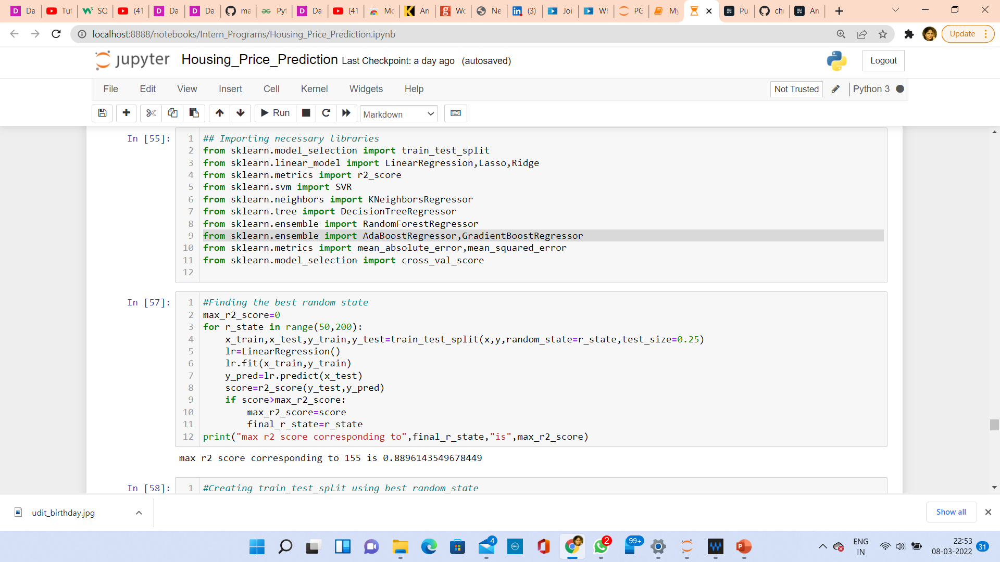 Da
Tut
SQ
(41
Da
Da
ma
Pyt
Da
(41
Mc
An
Wc
Ne
(3)
Joi
Wh
PG
My
Pu
chr
An
localhost:8888/notebooks/Intern_Programs/Housing_Price_Prediction.ipynb
Update
jupyter Housing_Price_Prediction Last Checkpoint: a day ago (autosaved)
Logout
File Edit View Insert Cell Kernel Widgets Help
Not Trusted
Python 3
Run
Markdown
In [55]:
1 ## Importing necessary libraries
2 from sklearn.model_selection import train_test_split
3 from sklearn.linear_model import LinearRegression,Lasso,Ridge
4 from sklearn.metrics import r2_score
5 from sklearn.svm import SVR
6 from sklearn.neighbors import KNeighborsRegressor
7 from sklearn.tree import DecisionTreeRegressor
8 from sklearn.ensemble import RandomForestRegressor
9 from sklearn.ensemble import AdaBoostRegressor,GradientBoostRegressor
10 from sklearn.metrics import mean_absolute_error,mean_squared_error
11 from sklearn.model_selection import cross_val_score
12
In [57]:
1 #Finding the best random state
2 max_r2_score=0
3 for r_state in range(50,200):
4     x_train,x_test,y_train,y_test=train_test_split(x,y,random_state=r_state,test_size=0.25)
5     lr=LinearRegression()
6     lr.fit(x_train,y_train)
7     y_pred=lr.predict(x_test)
8     score=r2_score(y_test,y_pred)
9     if score>max_r2_score:
10         max_r2_score=score
11         final_r_state=r_state
12 print("max r2 score corresponding to",final_r_state,"is",max_r2_score)
max r2 score corresponding to 155 is 0.8896143549678449
In [58]:
1 #Creating train_test_split using best random_state
udit_birthday.jpg
Show all
4
2
99+
ENG
IN
22:53
08-03-2022
31